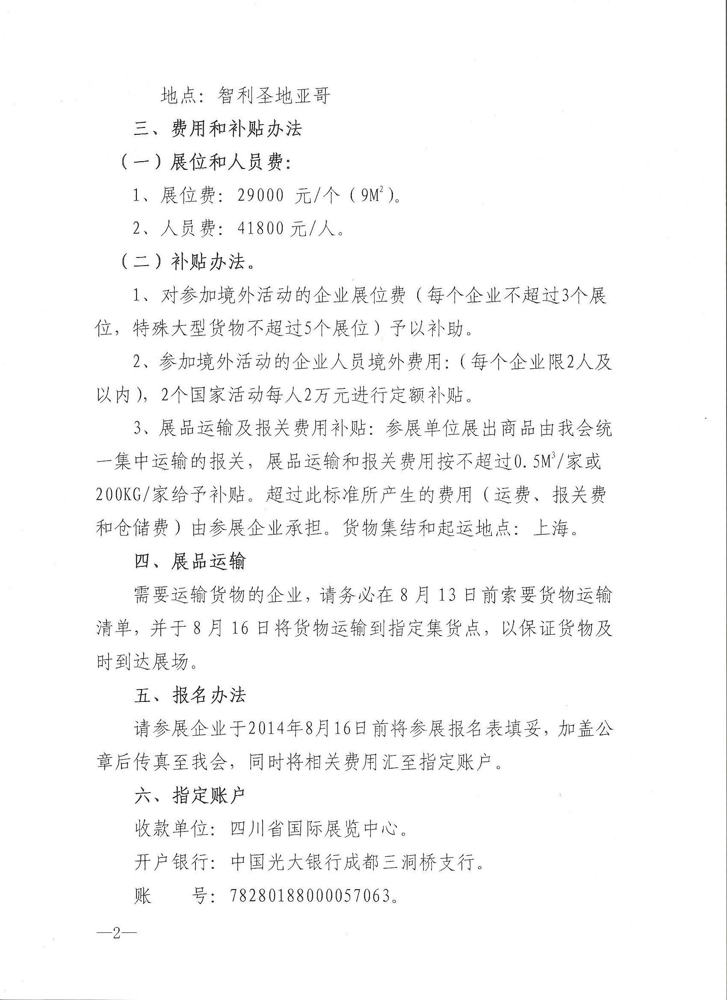 地点：智利圣地亚哥
三、费用和补贴办法
（一）展位和人员费：
1、展位费：29000 元/个（9M²）。
2、人员费：41800 元/人。
（二）补贴办法。
1、对参加境外活动的企业展位费（每个企业不超过3个展
位，特殊大型货物不超过5个展位）予以补助。
2、参加境外活动的企业人员境外费用：（每个企业限2人及
以内），2个国家活动每人2万元进行定额补贴。
3、展品运输及报关费用补贴：参展单位展出商品由我会统
一集中运输的报关，展品运输和报关费用按不超过0.5M³/家或
200KG/家给予补贴。超过此标准所产生的费用（运费、报关费
和仓储费）由参展企业承担。货物集结和起运地点：上海。
四、展品运输
需要运输货物的企业，请务必在 8 月 13 日前索要货物运输
清单，并于 8 月 16 日将货物运输到指定集货点，以保证货物及
时到达展场。
五、报名办法
请参展企业于2014年8月16日前将参展报名表填妥，加盖公
章后传真至我会，同时将相关费用汇至指定账户。
六、指定账户
收款单位：四川省国际展览中心。
开户银行：中国光大银行成都三洞桥支行。
账　　号：78280188000057063。
—2—